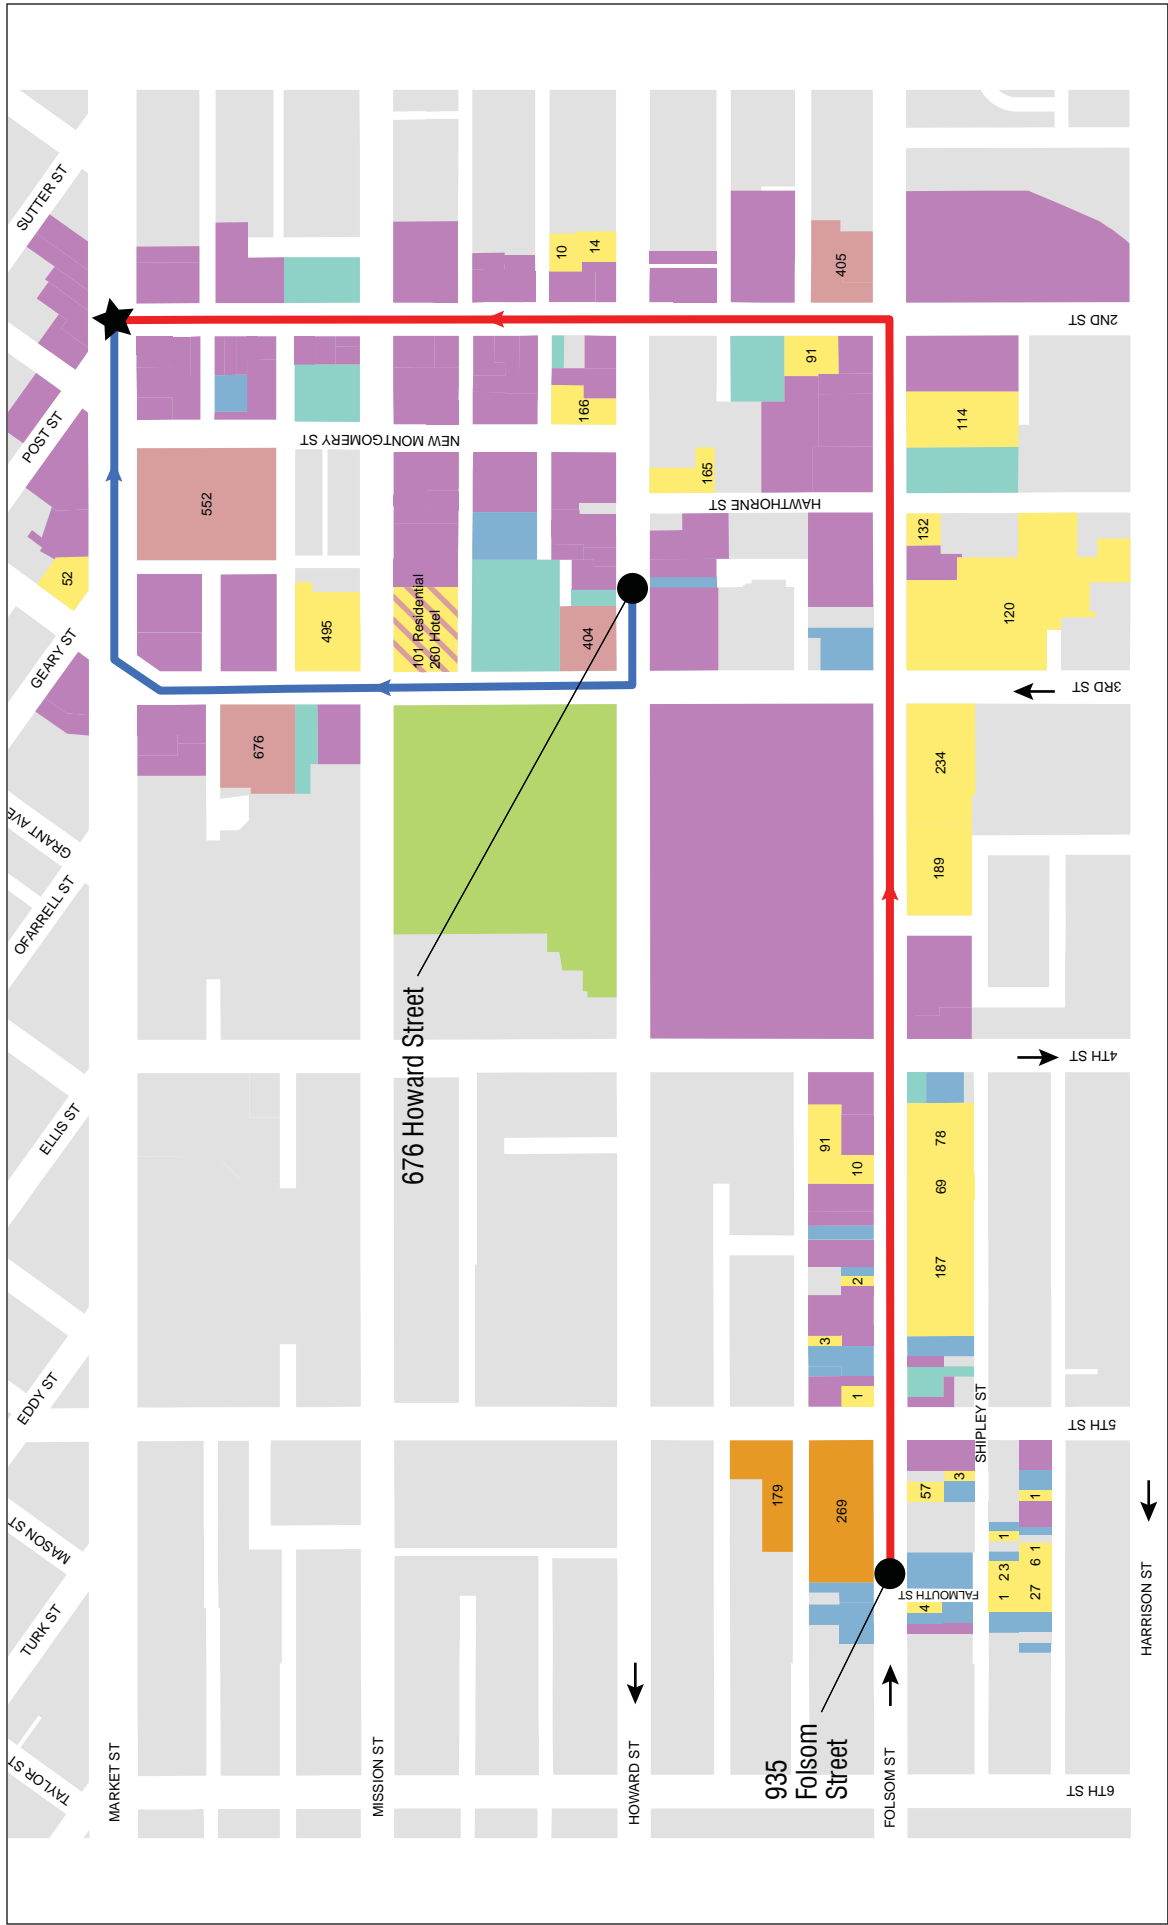 SUTTER ST
POST ST
GEARY ST
GRANT AVE
OFARRELL ST
ELLIS ST
EDDY ST
MASON ST
TURK ST
TAYLOR ST
MARKET ST
MISSION ST
HOWARD ST
FOLSOM ST
HARRISON ST
2ND ST
NEW MONTGOMERY ST
HAWTHORNE ST
3RD ST
4TH ST
5TH ST
SHIPLEY ST
FALMOUTH ST
6TH ST
676 Howard Street
935
Folsom
Street
10
14
405
91
166
114
165
552
52
132
120
495
101 Residential
260 Hotel
404
676
234
189
91
10
78
69
187
2
3
1
179
269
57
3
1
1
1
2 3
6
1
27
4